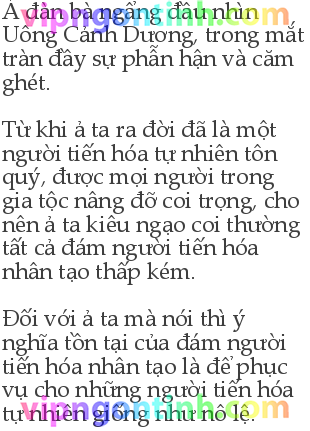 Ả đàn bà ngẩng đầu nhìn
Uông Cảnh Dương, trong mắt
tràn đầy sự phẫn hận và căm
ghét.
Từ khi ả ta ra đời đã là một
người tiến hóa tự nhiên tôn
quý, được mọi người trong
gia tộc nâng đỡ coi trọng, cho
nên ả ta kiêu ngạo coi thường
tất cả đám người tiến hóa
nhân tạo thấp kém.
Đối với ả ta mà nói thì ý
nghĩa tồn tại của đám người
tiến hóa nhân tạo là để phục
vụ cho những người tiến hóa
tự nhiên giống như nô lệ.
vipngontinh.com
vipngontinh.com